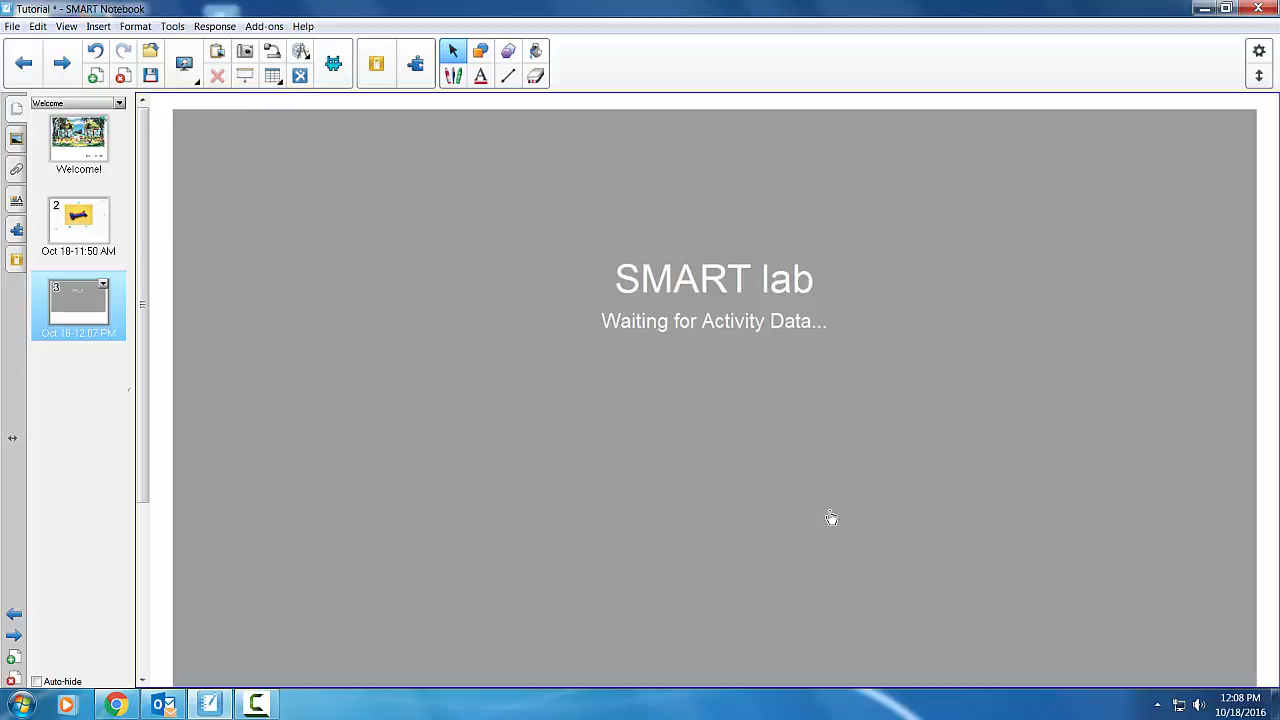 Tutorial * - SMART Notebook
File Edit View Insert Format Tools Response Add-ons Help
Welcome
Welcome!
2
Oct 18-11:50 AM
3
Oct 18-12:07 PM
SMART lab
Waiting for Activity Data...
Auto-hide
12:08 PM
10/18/2016